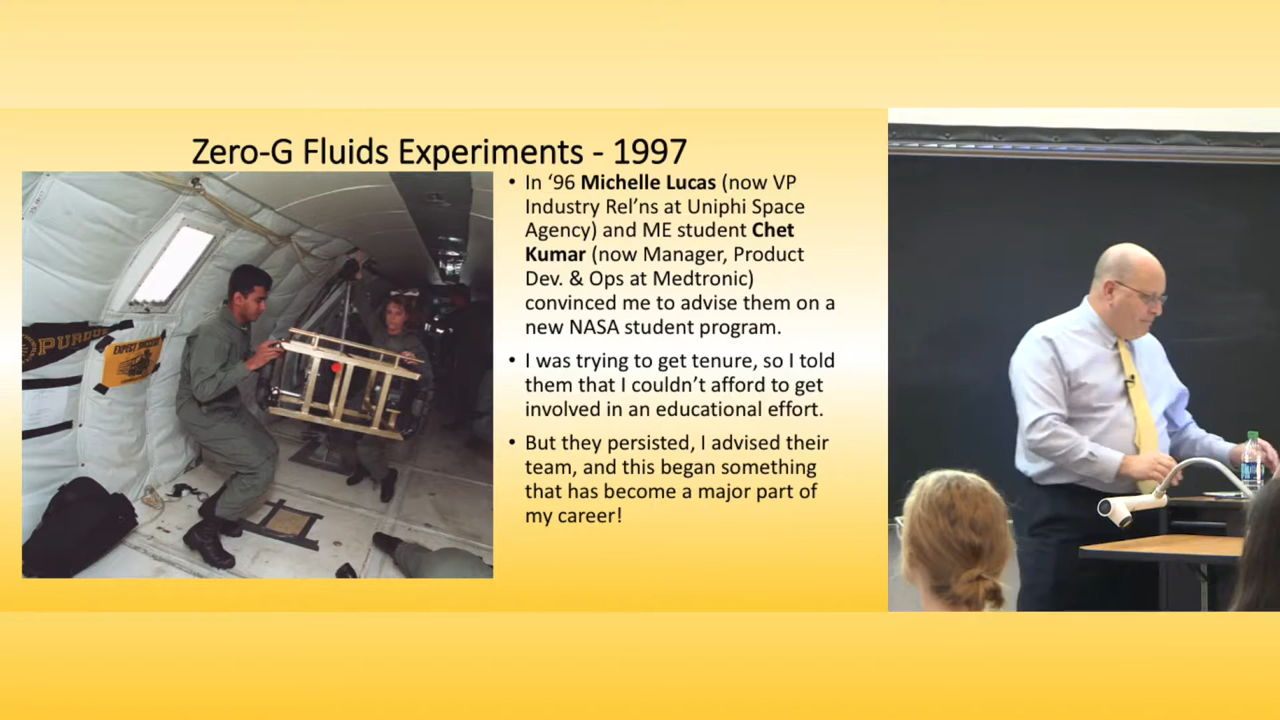 Zero-G Fluids Experiments - 1997
• In ‘96 Michelle Lucas (now VP
Industry Rel’ns at Uniphi Space
Agency) and ME student Chet
Kumar (now Manager, Product
Dev. & Ops at Medtronic)
convinced me to advise them on a
new NASA student program.
• I was trying to get tenure, so I told
them that I couldn’t afford to get
involved in an educational effort.
• But they persisted, I advised their
team, and this began something
that has become a major part of
my career!
PURDUE
EXPECT SUCCESS